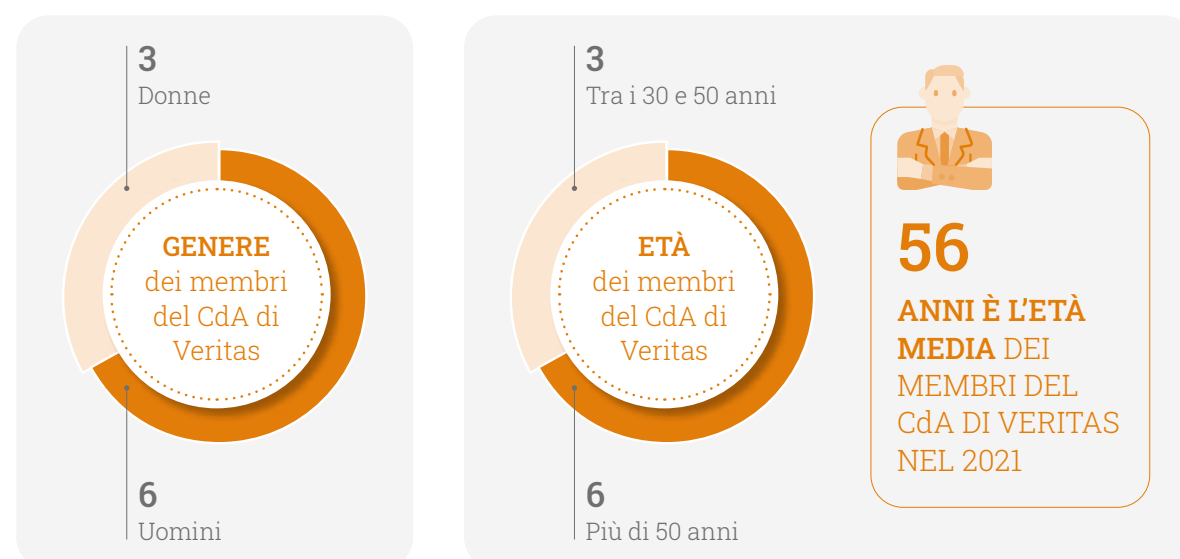 3
Donne
GENERE
dei membri
del CdA di
Veritas
6
Uomini
3
Tra i 30 e 50 anni
ETÀ
dei membri
del CdA di
Veritas
6
Più di 50 anni
56
ANNI È L’ETÀ
MEDIA DEI
MEMBRI DEL
CdA DI VERITAS
NEL 2021